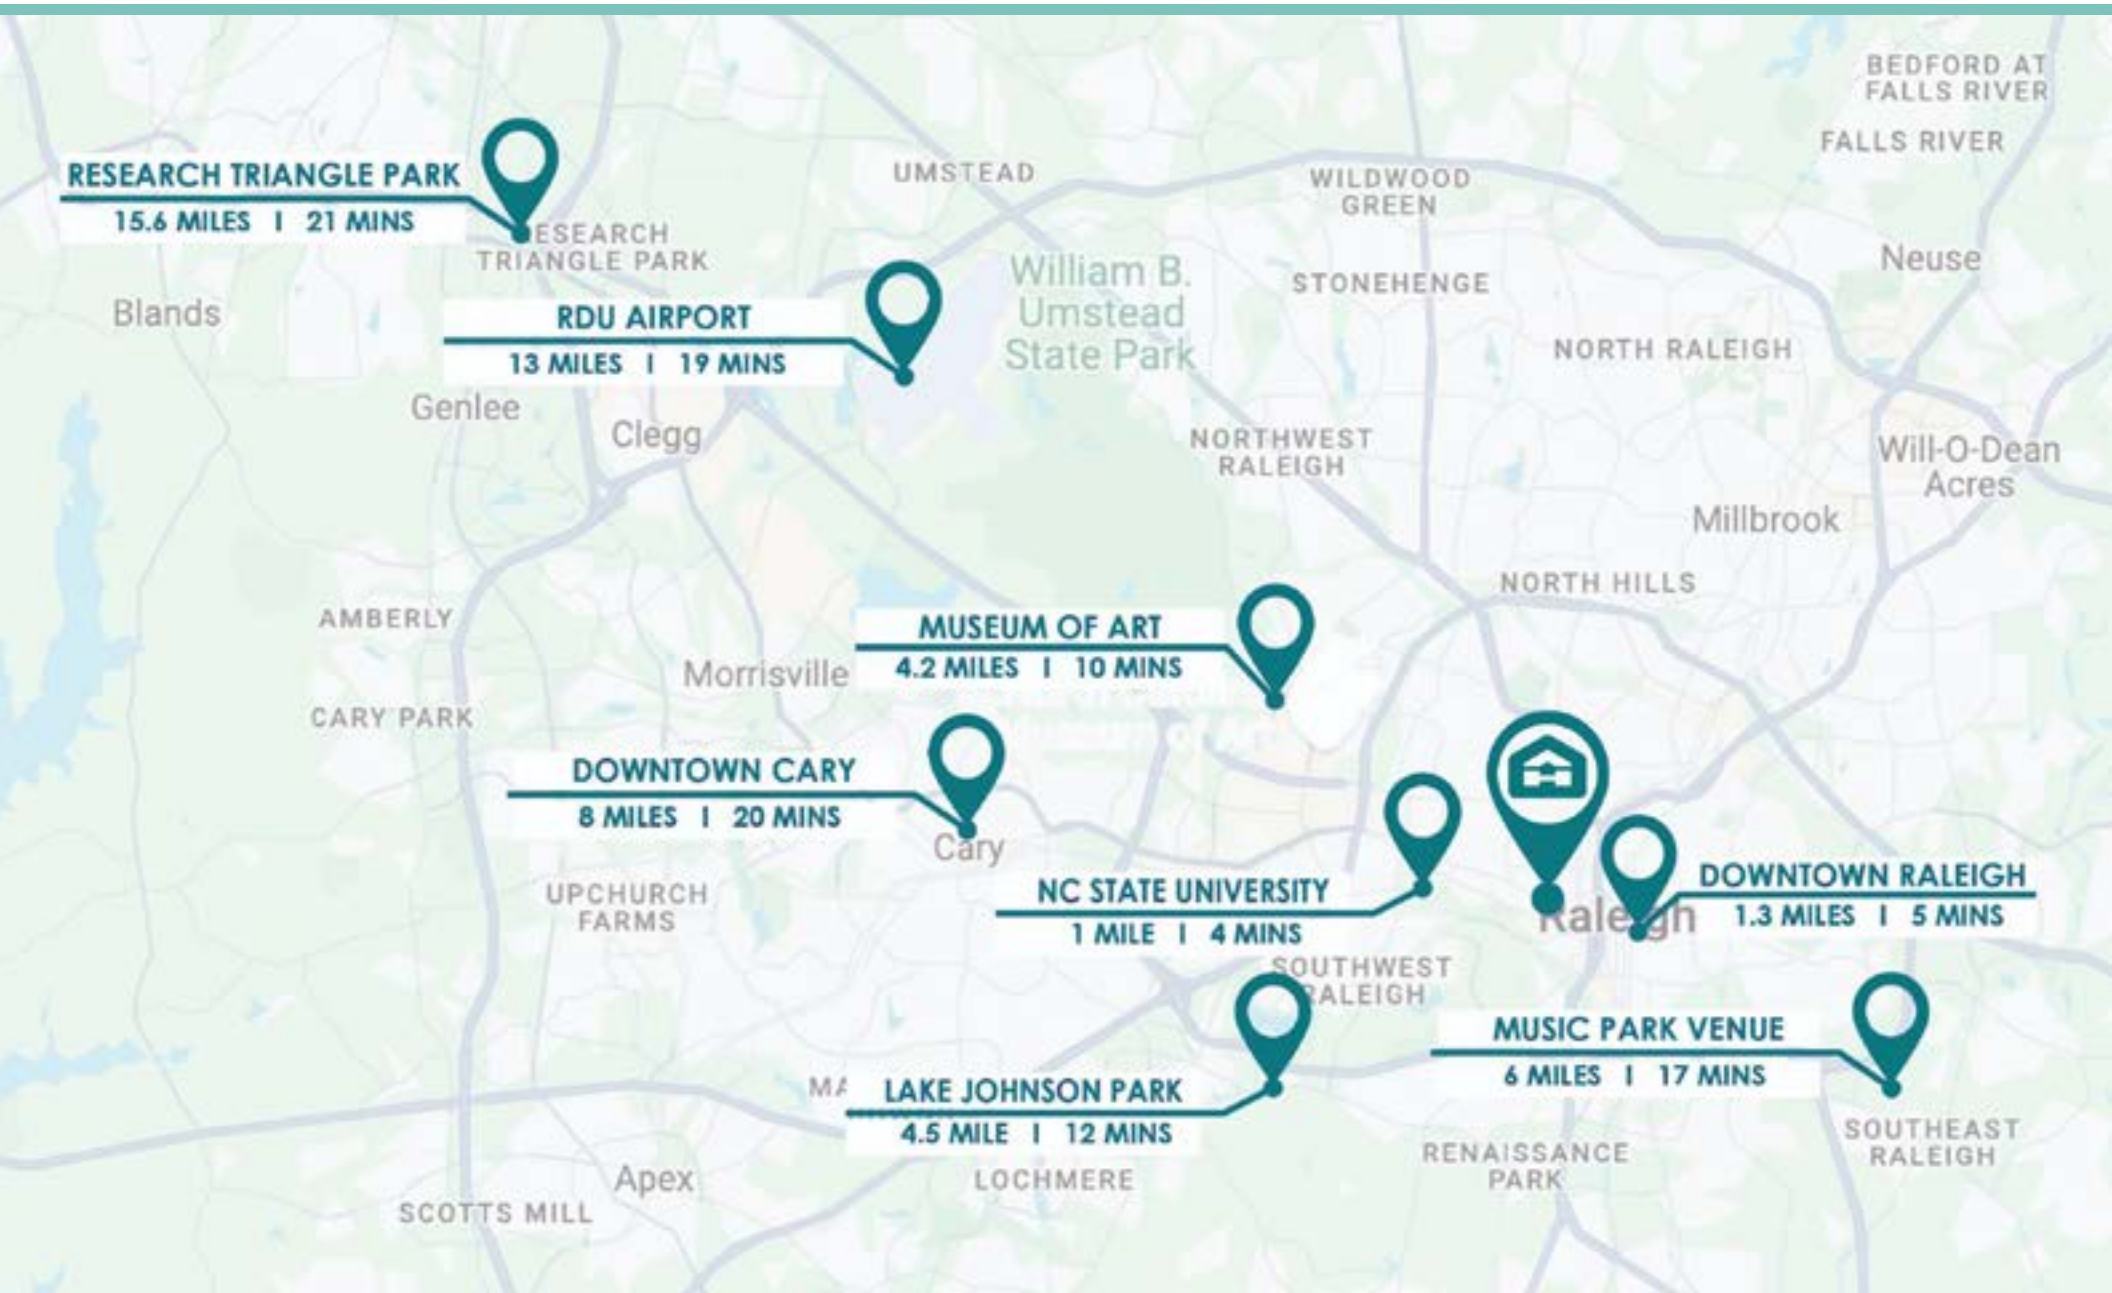 BEDFORD AT
FALLS RIVER
FALLS RIVER
RESEARCH TRIANGLE PARK
15.6 MILES | 21 MINS
UMSTEAD
WILDWOOD
GREEN
ESEARCH
TRIANGLE PARK
Neuse
William B.
Umstead
State Park
STONEHENGE
Blands
RDU AIRPORT
13 MILES | 19 MINS
NORTH RALEIGH
Genlee
Clegg
NORTHWEST
RALEIGH
Will-O-Dean
Acres
Millbrook
NORTH HILLS
AMBERLY
MUSEUM OF ART
4.2 MILES | 10 MINS
Morrisville
CARY PARK
DOWNTOWN CARY
8 MILES | 20 MINS
Cary
UPCHURCH
FARMS
NC STATE UNIVERSITY
1 MILE | 4 MINS
DOWNTOWN RALEIGH
1.3 MILES | 5 MINS
Raleigh
SOUTHWEST
RALEIGH
MUSIC PARK VENUE
6 MILES | 17 MINS
MA
LAKE JOHNSON PARK
4.5 MILE | 12 MINS
SOUTHEAST
RALEIGH
RENAISSANCE
PARK
LOCHMERE
Apex
SCOTTS MILL